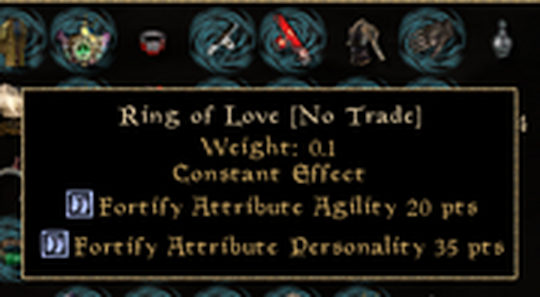 Ring of Love [No Trade]
Weight: 0.1
Constant Effect
Fortify Attribute Agility 20 pts
Fortify Attribute Personality 35 pts